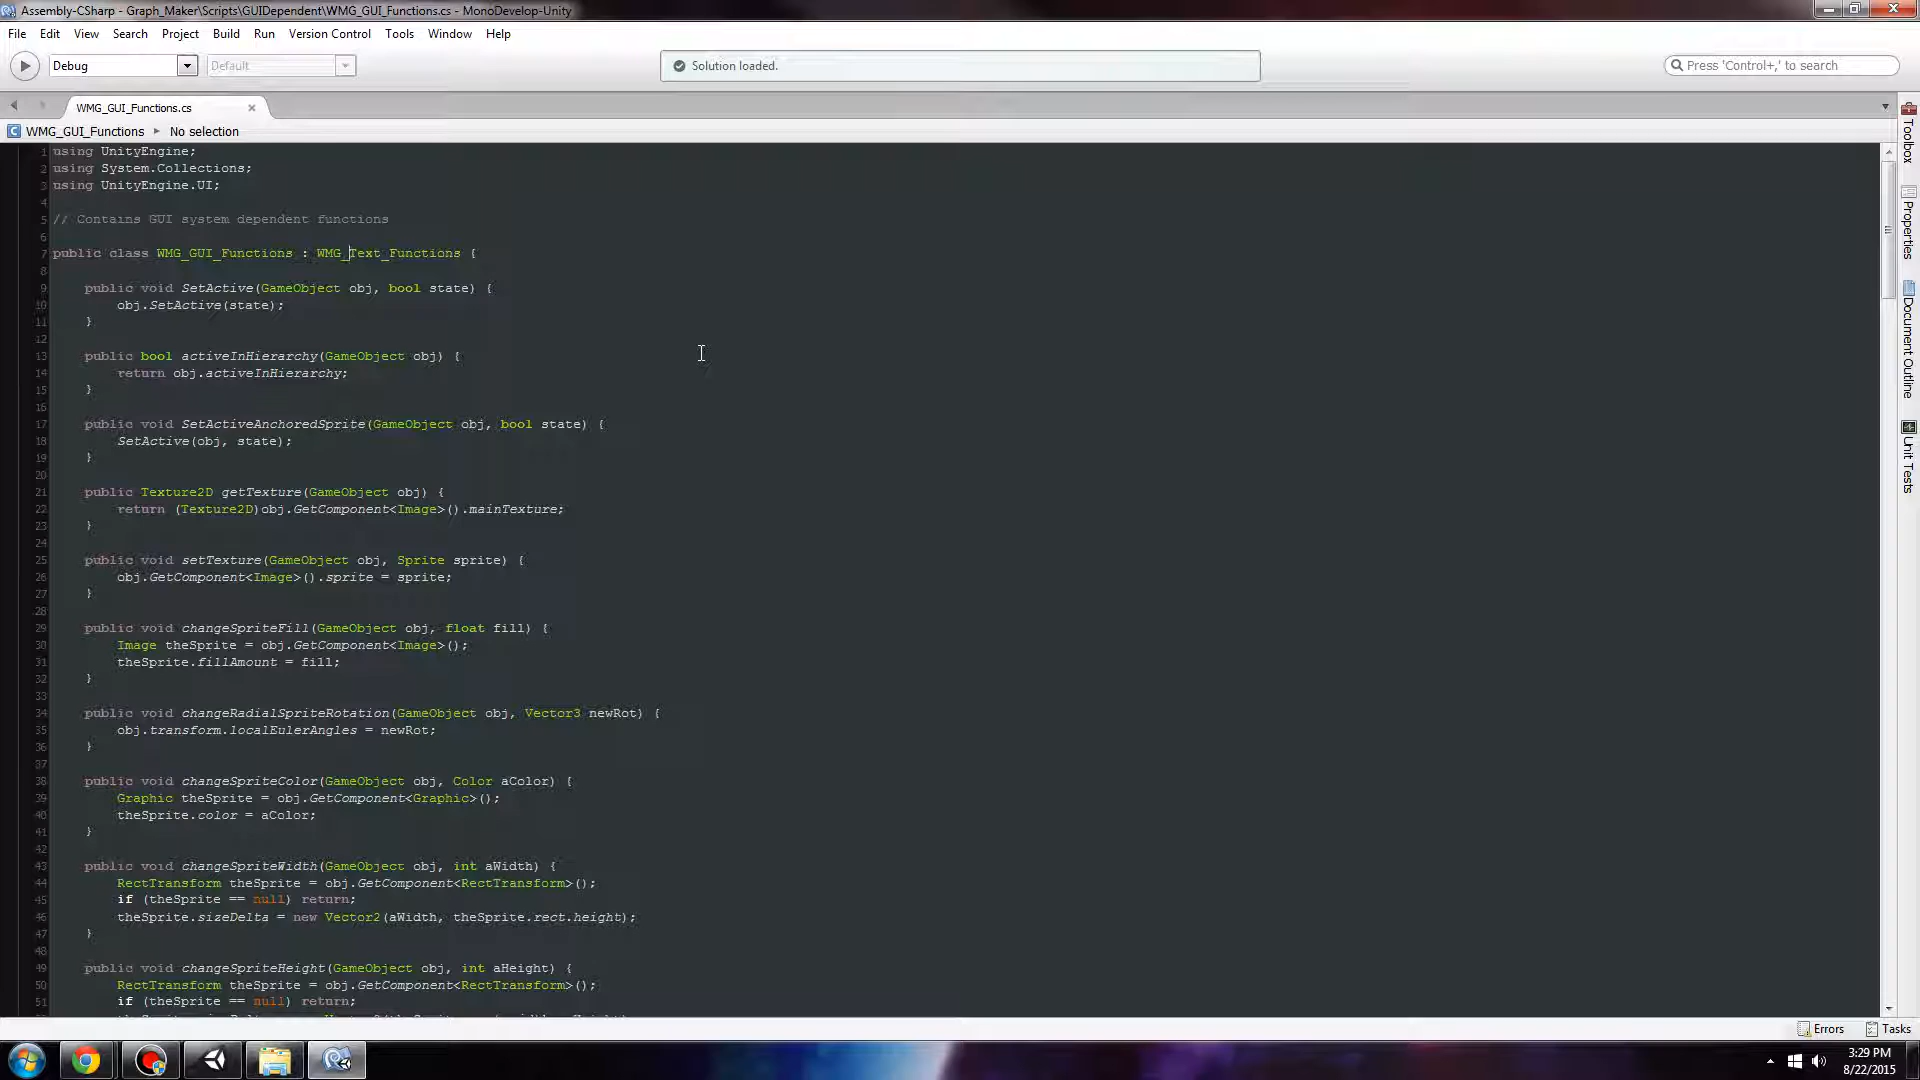 Assembly-CSharp - Graph_Maker\Scripts\GUIDependent\WMG_GUI_Functions.cs - MonoDevelop-Unity
File Edit View Search Project Build Run Version Control Tools Window Help
Debug Default Solution loaded. Press 'Control+,' to search
WMG_GUI_Functions.cs
WMG_GUI_Functions No selection
1 using UnityEngine;
2 using System.Collections;
3 using UnityEngine.UI;
4
5 // Contains GUI system dependent functions
6
7 public class WMG_GUI_Functions : WMG_Text_Functions {
8
9 public void SetActive(GameObject obj, bool state) {
10 obj.SetActive(state);
11 }
12
13 public bool activeInHierarchy(GameObject obj) {
14 return obj.activeInHierarchy;
15 }
16
17 public void SetActiveAnchoredSprite(GameObject obj, bool state) {
18 SetActive(obj, state);
19 }
20
21 public Texture2D getTexture(GameObject obj) {
22 return (Texture2D)obj.GetComponent<Image>().mainTexture;
23 }
24
25 public void setTexture(GameObject obj, Sprite sprite) {
26 obj.GetComponent<Image>().sprite = sprite;
27 }
28
29 public void changeSpriteFill(GameObject obj, float fill) {
30 Image theSprite = obj.GetComponent<Image>();
31 theSprite.fillAmount = fill;
32 }
33
34 public void changeRadialSpriteRotation(GameObject obj, Vector3 newRot) {
35 obj.transform.localEulerAngles = newRot;
36 }
37
38 public void changeSpriteColor(GameObject obj, Color aColor) {
39 Graphic theSprite = obj.GetComponent<Graphic>();
40 theSprite.color = aColor;
41 }
42
43 public void changeSpriteWidth(GameObject obj, int aWidth) {
44 RectTransform theSprite = obj.GetComponent<RectTransform>();
45 if (theSprite == null) return;
46 theSprite.sizeDelta = new Vector2(aWidth, theSprite.rect.height);
47 }
48
49 public void changeSpriteHeight(GameObject obj, int aHeight) {
50 RectTransform theSprite = obj.GetComponent<RectTransform>();
51 if (theSprite == null) return;
Toolbox
Properties
Document Outline
Unit Tests
Errors Tasks
3:29 PM
8/22/2015